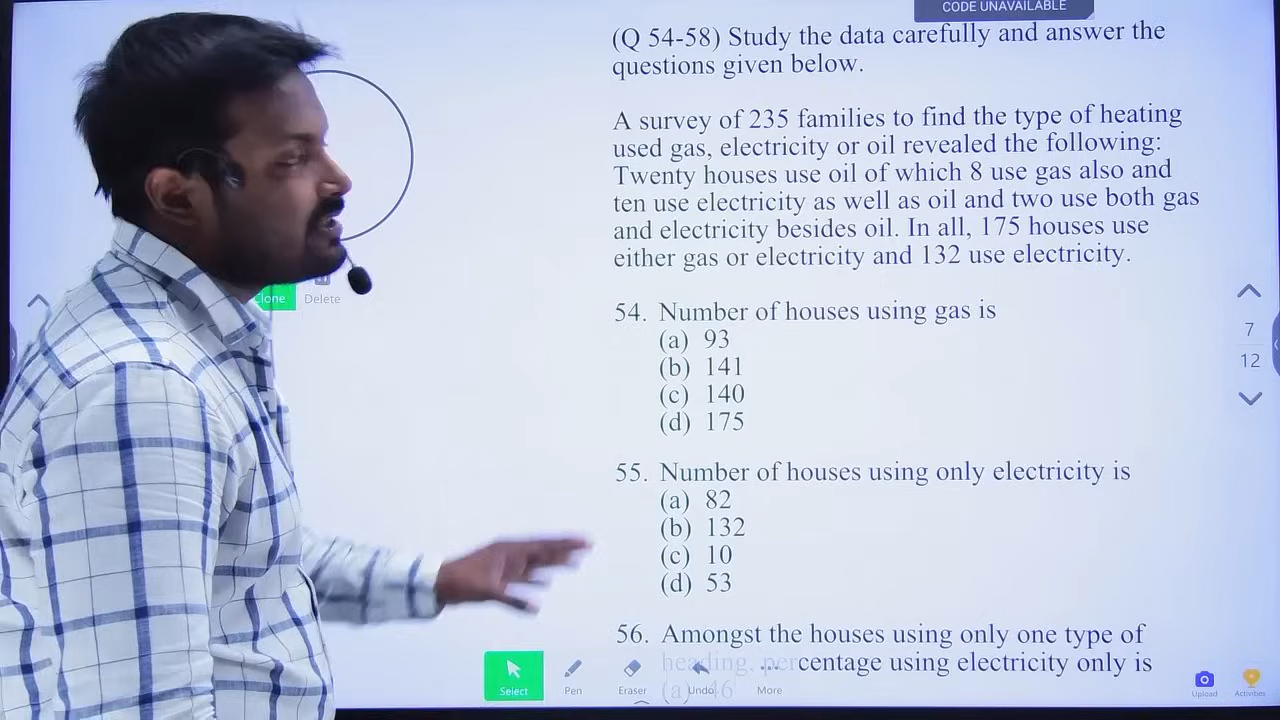 CODE UNAVAILABLE
(Q 54-58) Study the data carefully and answer the
questions given below.
A survey of 235 families to find the type of heating
used gas, electricity or oil revealed the following:
Twenty houses use oil of which 8 use gas also and
ten use electricity as well as oil and two use both gas
and electricity besides oil. In all, 175 houses use
either gas or electricity and 132 use electricity.
54. Number of houses using gas is
(a) 93
(b) 141
(c) 140
(d) 175
55. Number of houses using only electricity is
(a) 82
(b) 132
(c) 10
(d) 53
56. Amongst the houses using only one type of
heading, percentage using electricity only is
(a) 46
Clone Delete
7
12
Select Pen Eraser Undo More
Upload Activities